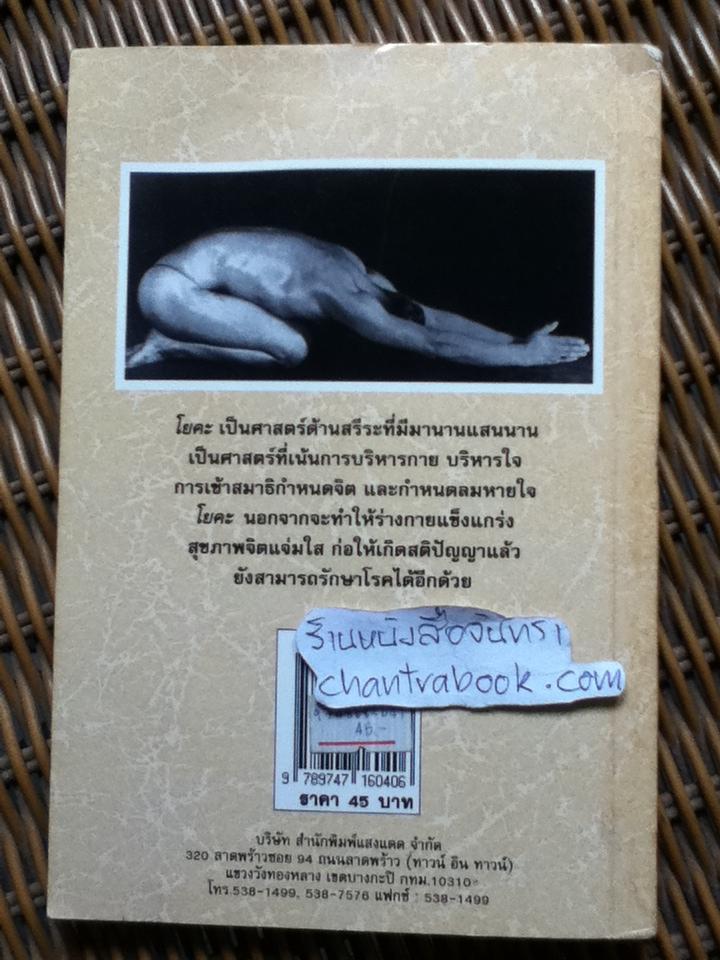 โยคะ เป็นศาสตร์ด้านสรีระที่มีมานานแสนนาน
เป็นศาสตร์ที่เน้นการบริหารกาย บริหารใจ
การเข้าสมาธิกำหนดจิต และกำหนดลมหายใจ
โยคะ นอกจากจะทำให้ร่างกายแข็งแกร่ง
สุขภาพจิตแจ่มใส ก่อให้เกิดสติปัญญาแล้ว
ยังสามารถรักษาโรคได้อีกด้วย
ร้านหนังสือจันทรา
chantrabook.com
45.-
9 789747 160406
ราคา 45 บาท
บริษัท สำนักพิมพ์แสงแดด จำกัด
320 ลาดพร้าวซอย 94 ถนนลาดพร้าว (ทาวน์ อิน ทาวน์)
แขวงวังทองหลาง เขตบางกะปิ กทม.10310
โทร.538-1499, 538-7576 แฟกซ์ : 538-1499